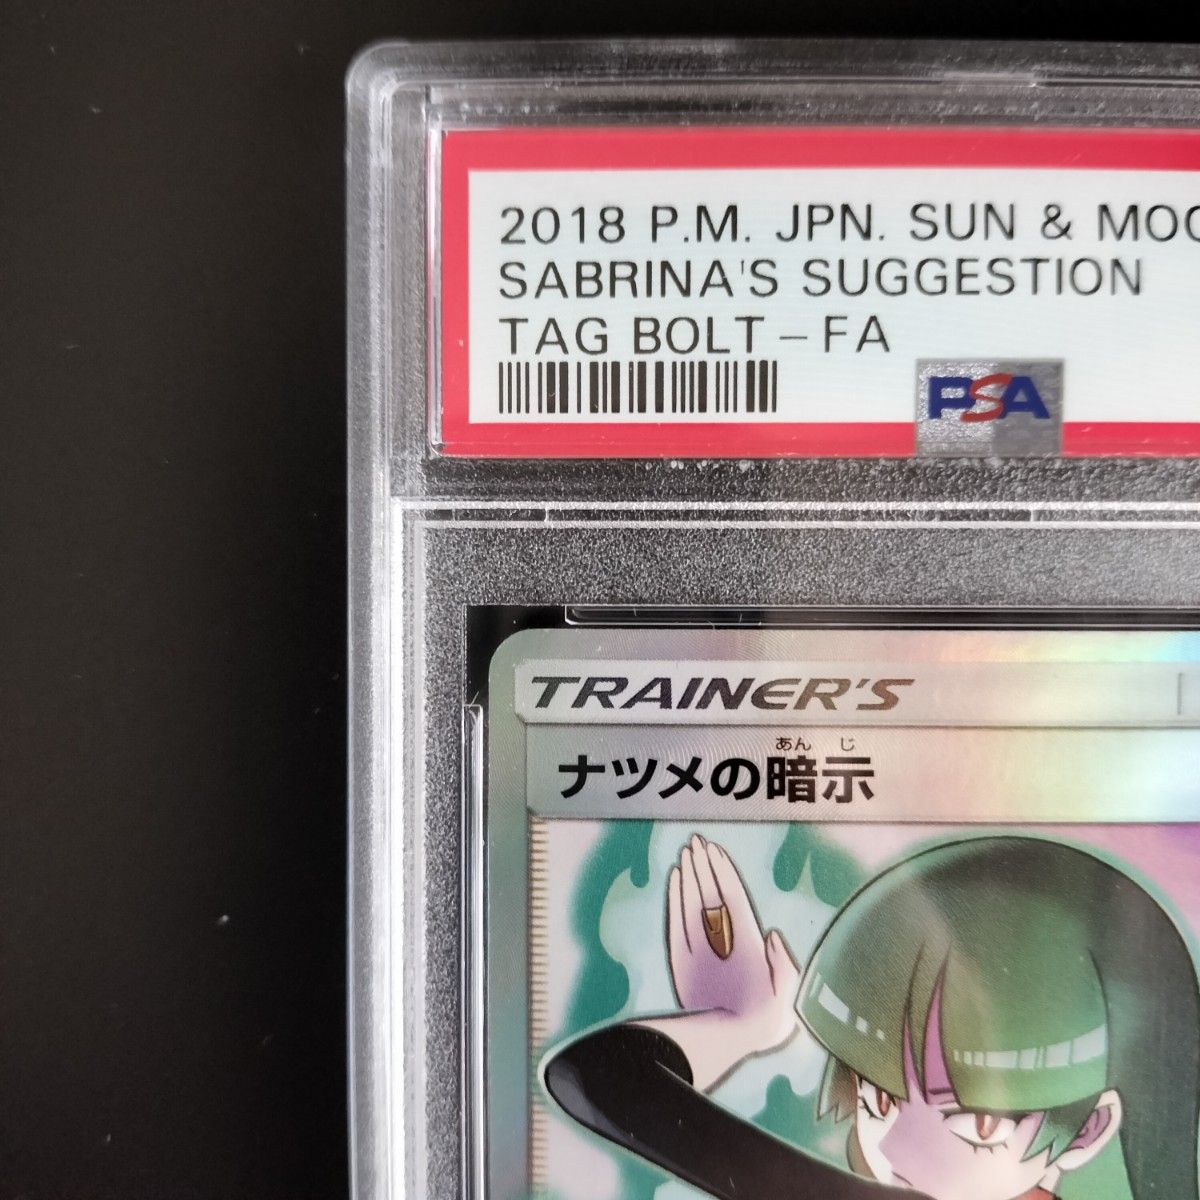 2018 P.M. JPN. SUN & MOO
SABRINA'S SUGGESTION
TAG BOLT – FA
PSA
TRAINER'S
あんじ
ナツメの暗示